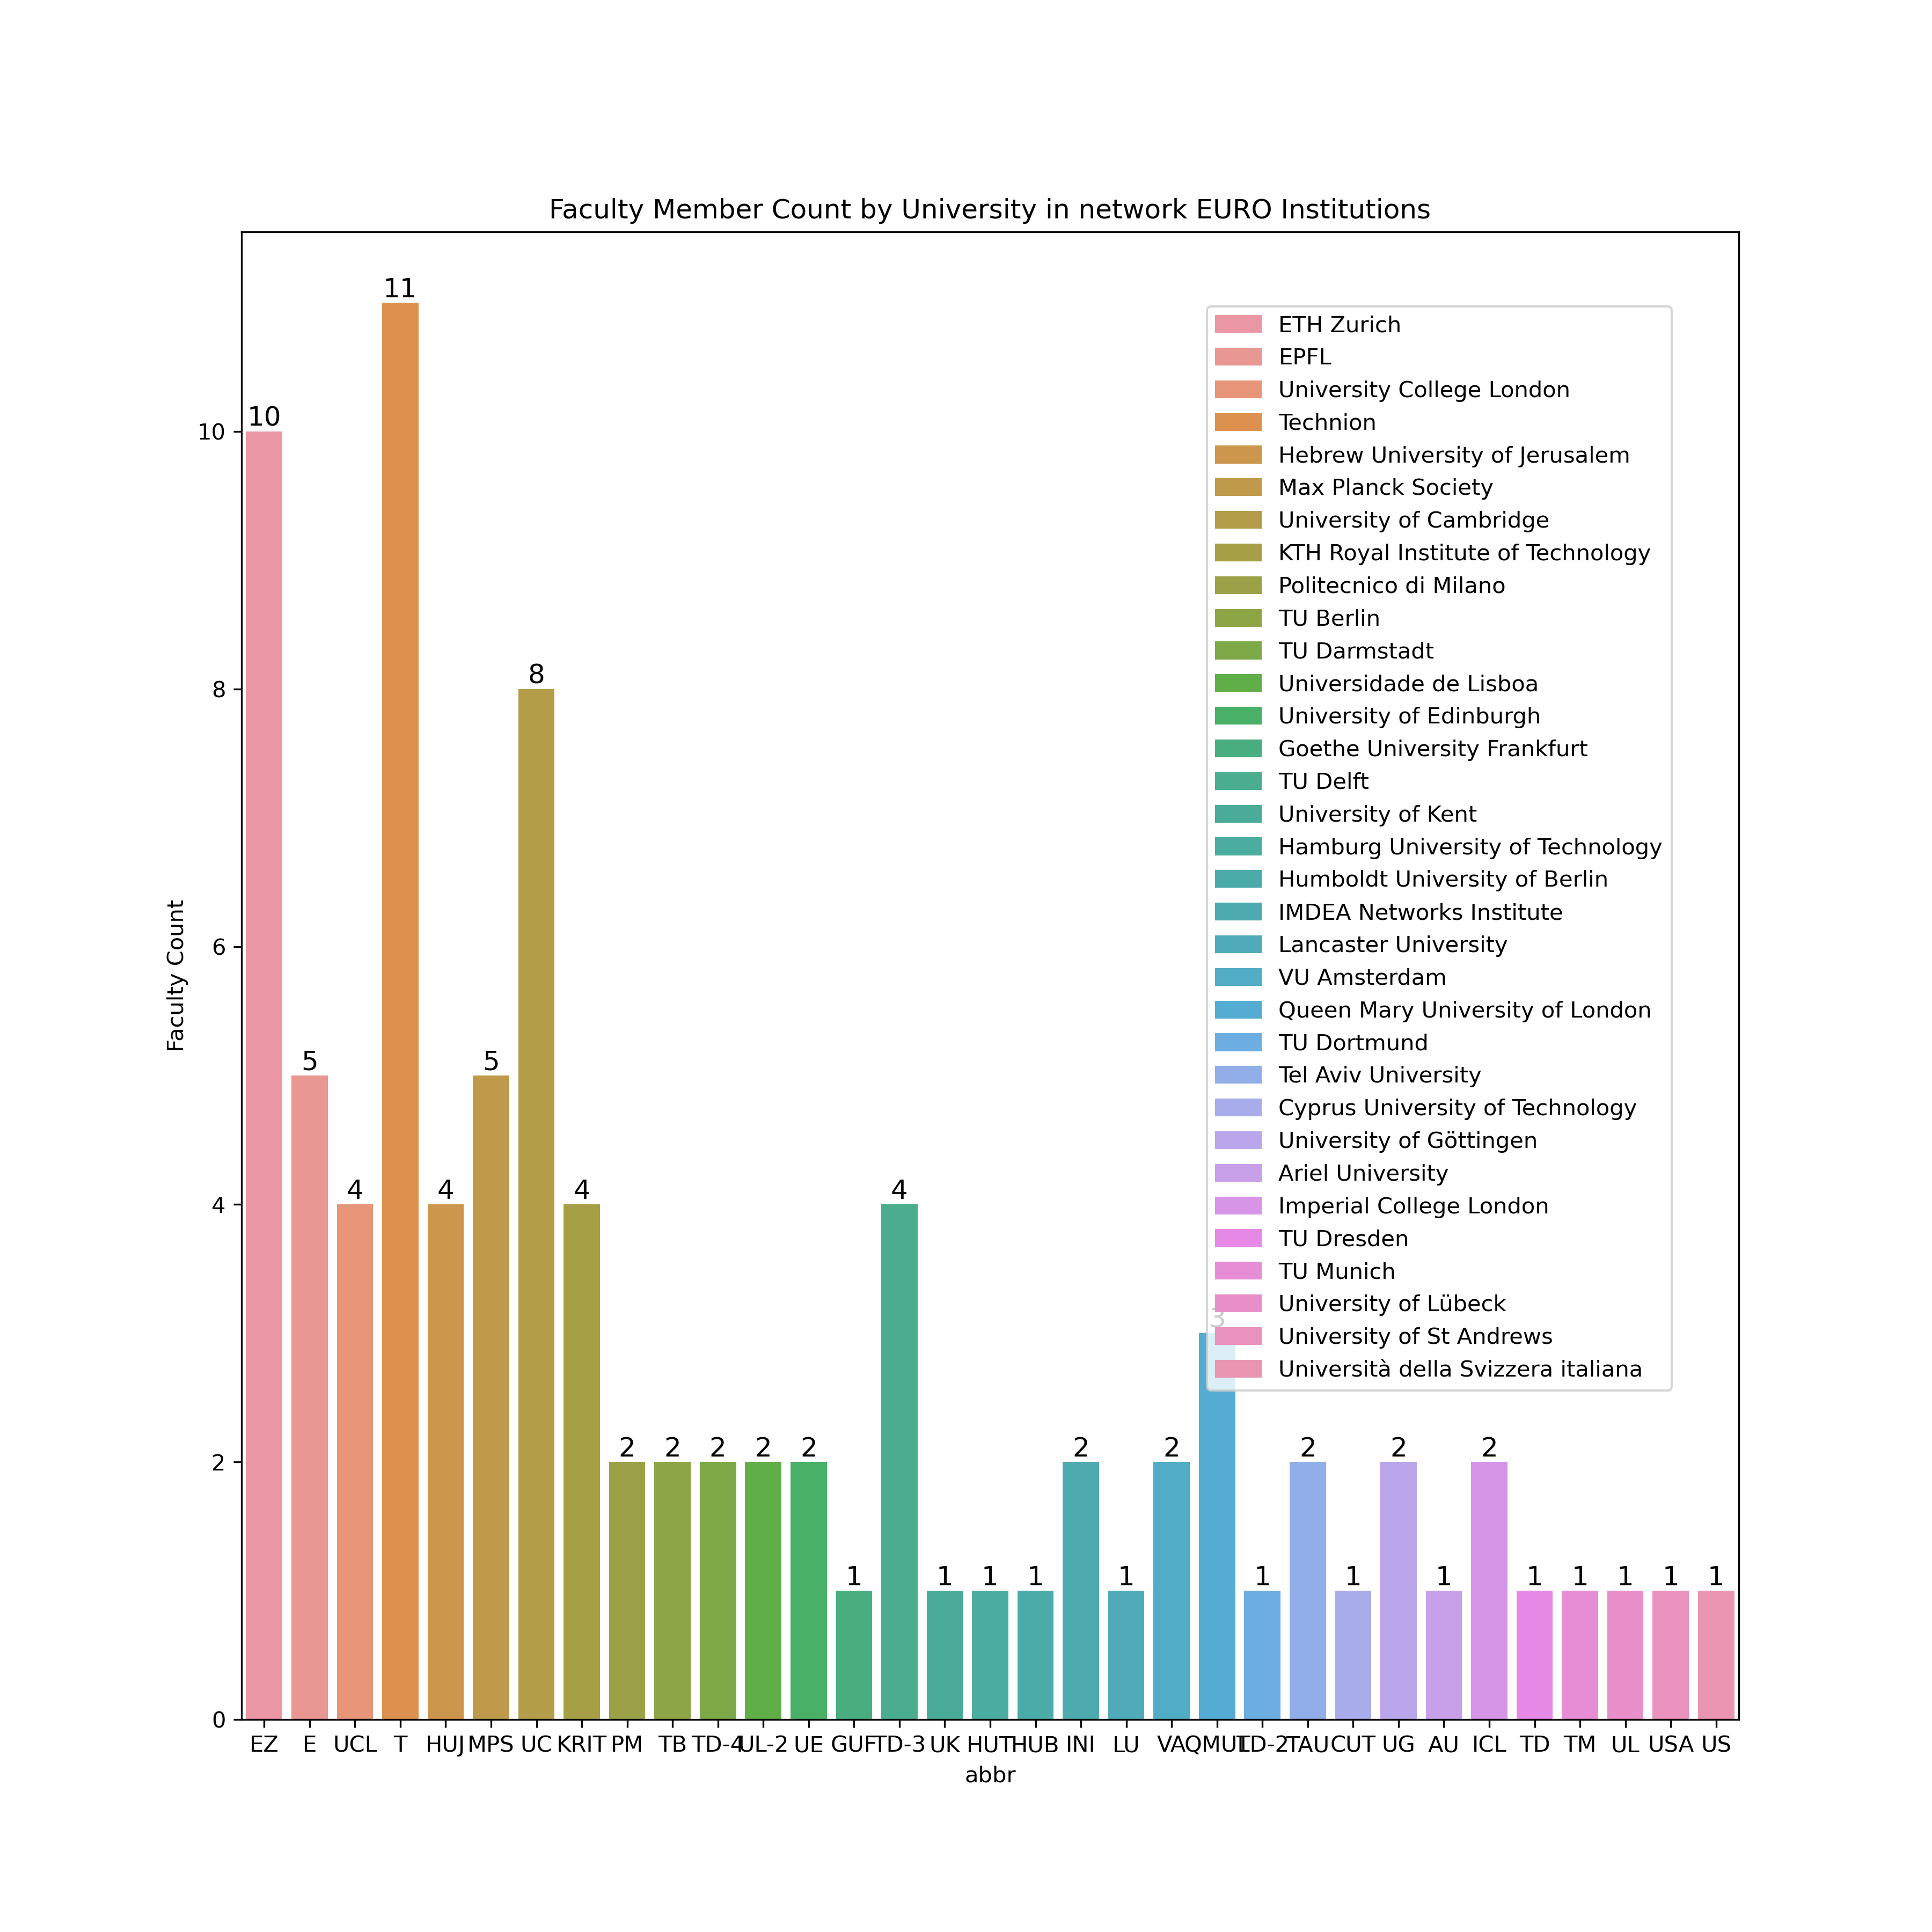 Faculty Member Count by University in network EURO Institutions
Faculty Count
10
8
6
4
2
0
10
5
4
11
4
5
8
4
2
2
2
2
2
1
4
1
1
1
2
1
2
3
1
2
1
2
1
2
1
1
1
1
1
ETH Zurich
EPFL
University College London
Technion
Hebrew University of Jerusalem
Max Planck Society
University of Cambridge
KTH Royal Institute of Technology
Politecnico di Milano
TU Berlin
TU Darmstadt
Universidade de Lisboa
University of Edinburgh
Goethe University Frankfurt
TU Delft
University of Kent
Hamburg University of Technology
Humboldt University of Berlin
IMDEA Networks Institute
Lancaster University
VU Amsterdam
Queen Mary University of London
TU Dortmund
Tel Aviv University
Cyprus University of Technology
University of Göttingen
Ariel University
Imperial College London
TU Dresden
TU Munich
University of Lübeck
University of St Andrews
Università della Svizzera italiana
EZ E UCL T HUJ MPS UC KRIT PM TB TD-4 UL-2 UE GUF TD-3 UK HUT HUB INI LU VA QMUL TD-2 TAU CUT UG AU ICL TD TM UL USA US
abbr